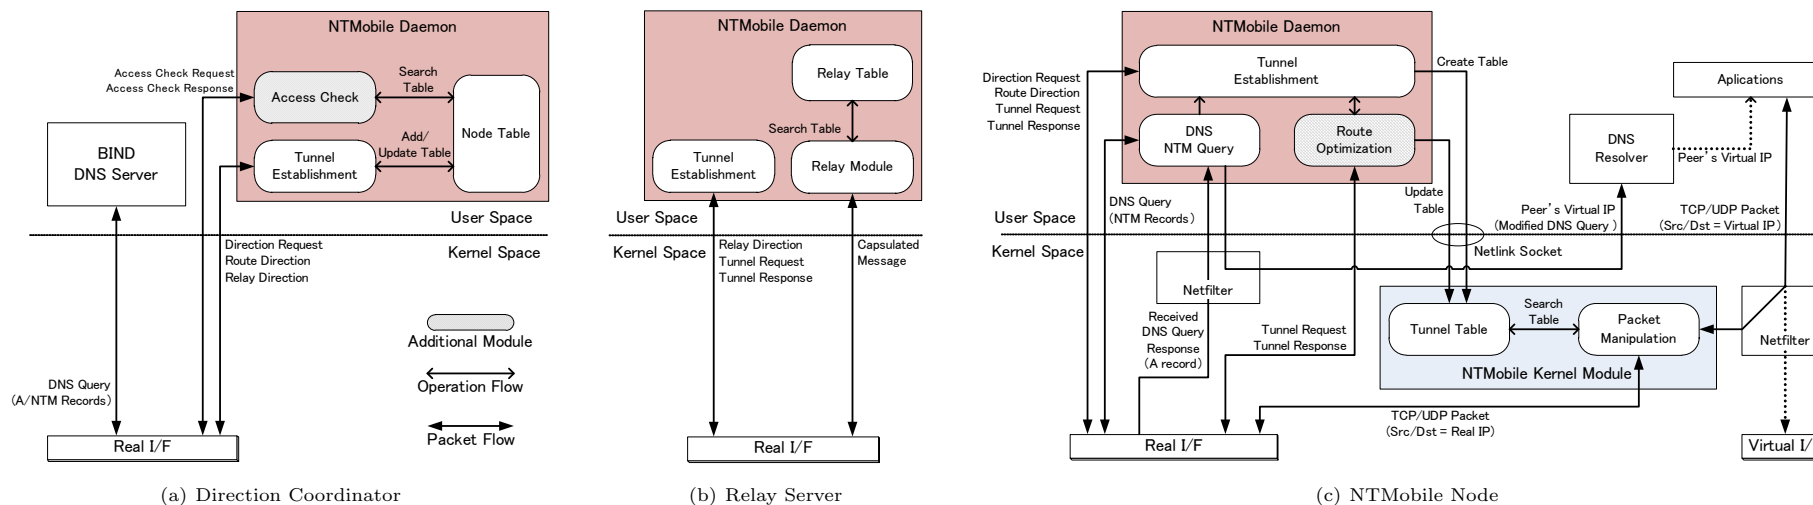 NTMobile Daemon
Access Check Request
Access Check Response
Search
Table
Access Check
Node Table
Add/
Update Table
BIND
DNS Server
Tunnel
Establishment
User Space
Kernel Space
Direction Request
Route Direction
Relay Direction
Additional Module
Operation Flow
Packet Flow
DNS Query
(A/NTM Records)
Real I/F
(a) Direction Coordinator
NTMobile Daemon
Relay Table
Search Table
Tunnel
Establishment
Relay Module
User Space
Kernel Space
Relay Direction
Tunnel Request
Tunnel Response
Capsulated
Message
Real I/F
(b) Relay Server
NTMobile Daemon
Direction Request
Route Direction
Tunnel Request
Tunnel Response
Tunnel
Establishment
Create Table
Aplications
DNS
NTM Query
Route
Optimization
DNS
Resolver
Peer's Virtual IP
DNS Query
(NTM Records)
Update
Table
Peer's Virtual IP
(Modified DNS Query )
TCP/UDP Packet
(Src/Dst = Virtual IP)
User Space
Kernel Space
Netlink Socket
Netfilter
Received
DNS Query
Response
(A record)
Tunnel Request
Tunnel Response
Tunnel Table
Search
Table
Packet
Manipulation
NTMobile Kernel Module
Netfilter
TCP/UDP Packet
(Src/Dst = Real IP)
Real I/F
Virtual I/
(c) NTMobile Node